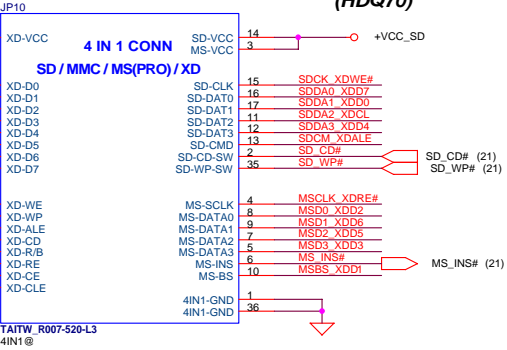 (HDQ70)
JP10
XD-VCC
4 IN 1 CONN
SD-VCC 14
+VCC_SD
MS-VCC 3
SD / MMC / MS(PRO) / XD
XD-D0
XD-D1
XD-D2
XD-D3
XD-D4
XD-D5
XD-D6
XD-D7
SD-CLK 15 SDCK_XDWE#
SD-DAT0 16 SDDA0_XDD7
SD-DAT1 17 SDDA1_XDD0
SD-DAT2 11 SDDA2_XDCL
SD-DAT3 12 SDDA3_XDD4
SD-CMD 13 SDCM_XDALE
SD-CD-SW 2 SD_CD# SD_CD# (21)
SD-WP-SW 35 SD_WP# SD_WP# (21)
XD-WE
XD-WP
XD-ALE
XD-CD
XD-R/B
XD-RE
XD-CE
XD-CLE
MS-SCLK 4 MSCLK_XDRE#
MS-DATA0 8 MSD0_XDD2
MS-DATA1 9 MSD1_XDD6
MS-DATA2 7 MSD2_XDD5
MS-DATA3 5 MSD3_XDD3
MS-INS 6 MS_INS# MS_INS# (21)
MS-BS 10 MSBS_XDD1
4IN1-GND 1
4IN1-GND 36
TAITW_R007-520-L3
4IN1@